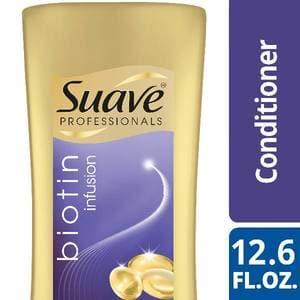 Suave
PROFESSIONALS
biotin
infusion
Conditioner
12.6
FL.OZ.